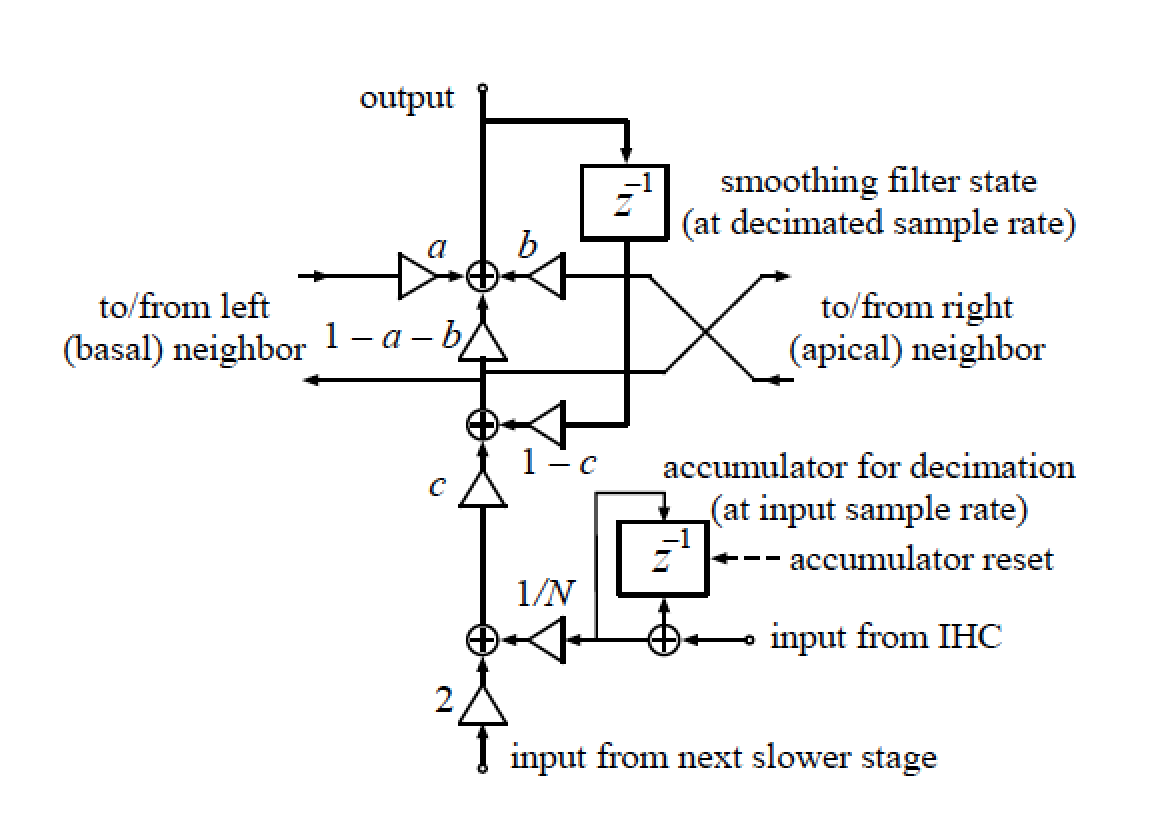 output
z⁻¹
smoothing filter state
(at decimated sample rate)
a
b
to/from left
(basal) neighbor
1 – a – b
to/from right
(apical) neighbor
1 – c
c
accumulator for decimation
(at input sample rate)
z⁻¹
accumulator reset
1/N
input from IHC
2
input from next slower stage